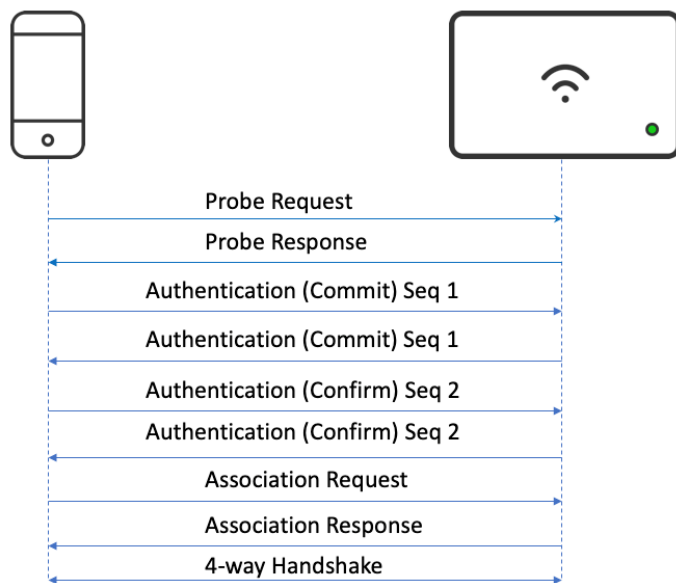 Probe Request
Probe Response
Authentication (Commit) Seq 1
Authentication (Commit) Seq 1
Authentication (Confirm) Seq 2
Authentication (Confirm) Seq 2
Association Request
Association Response
4-way Handshake